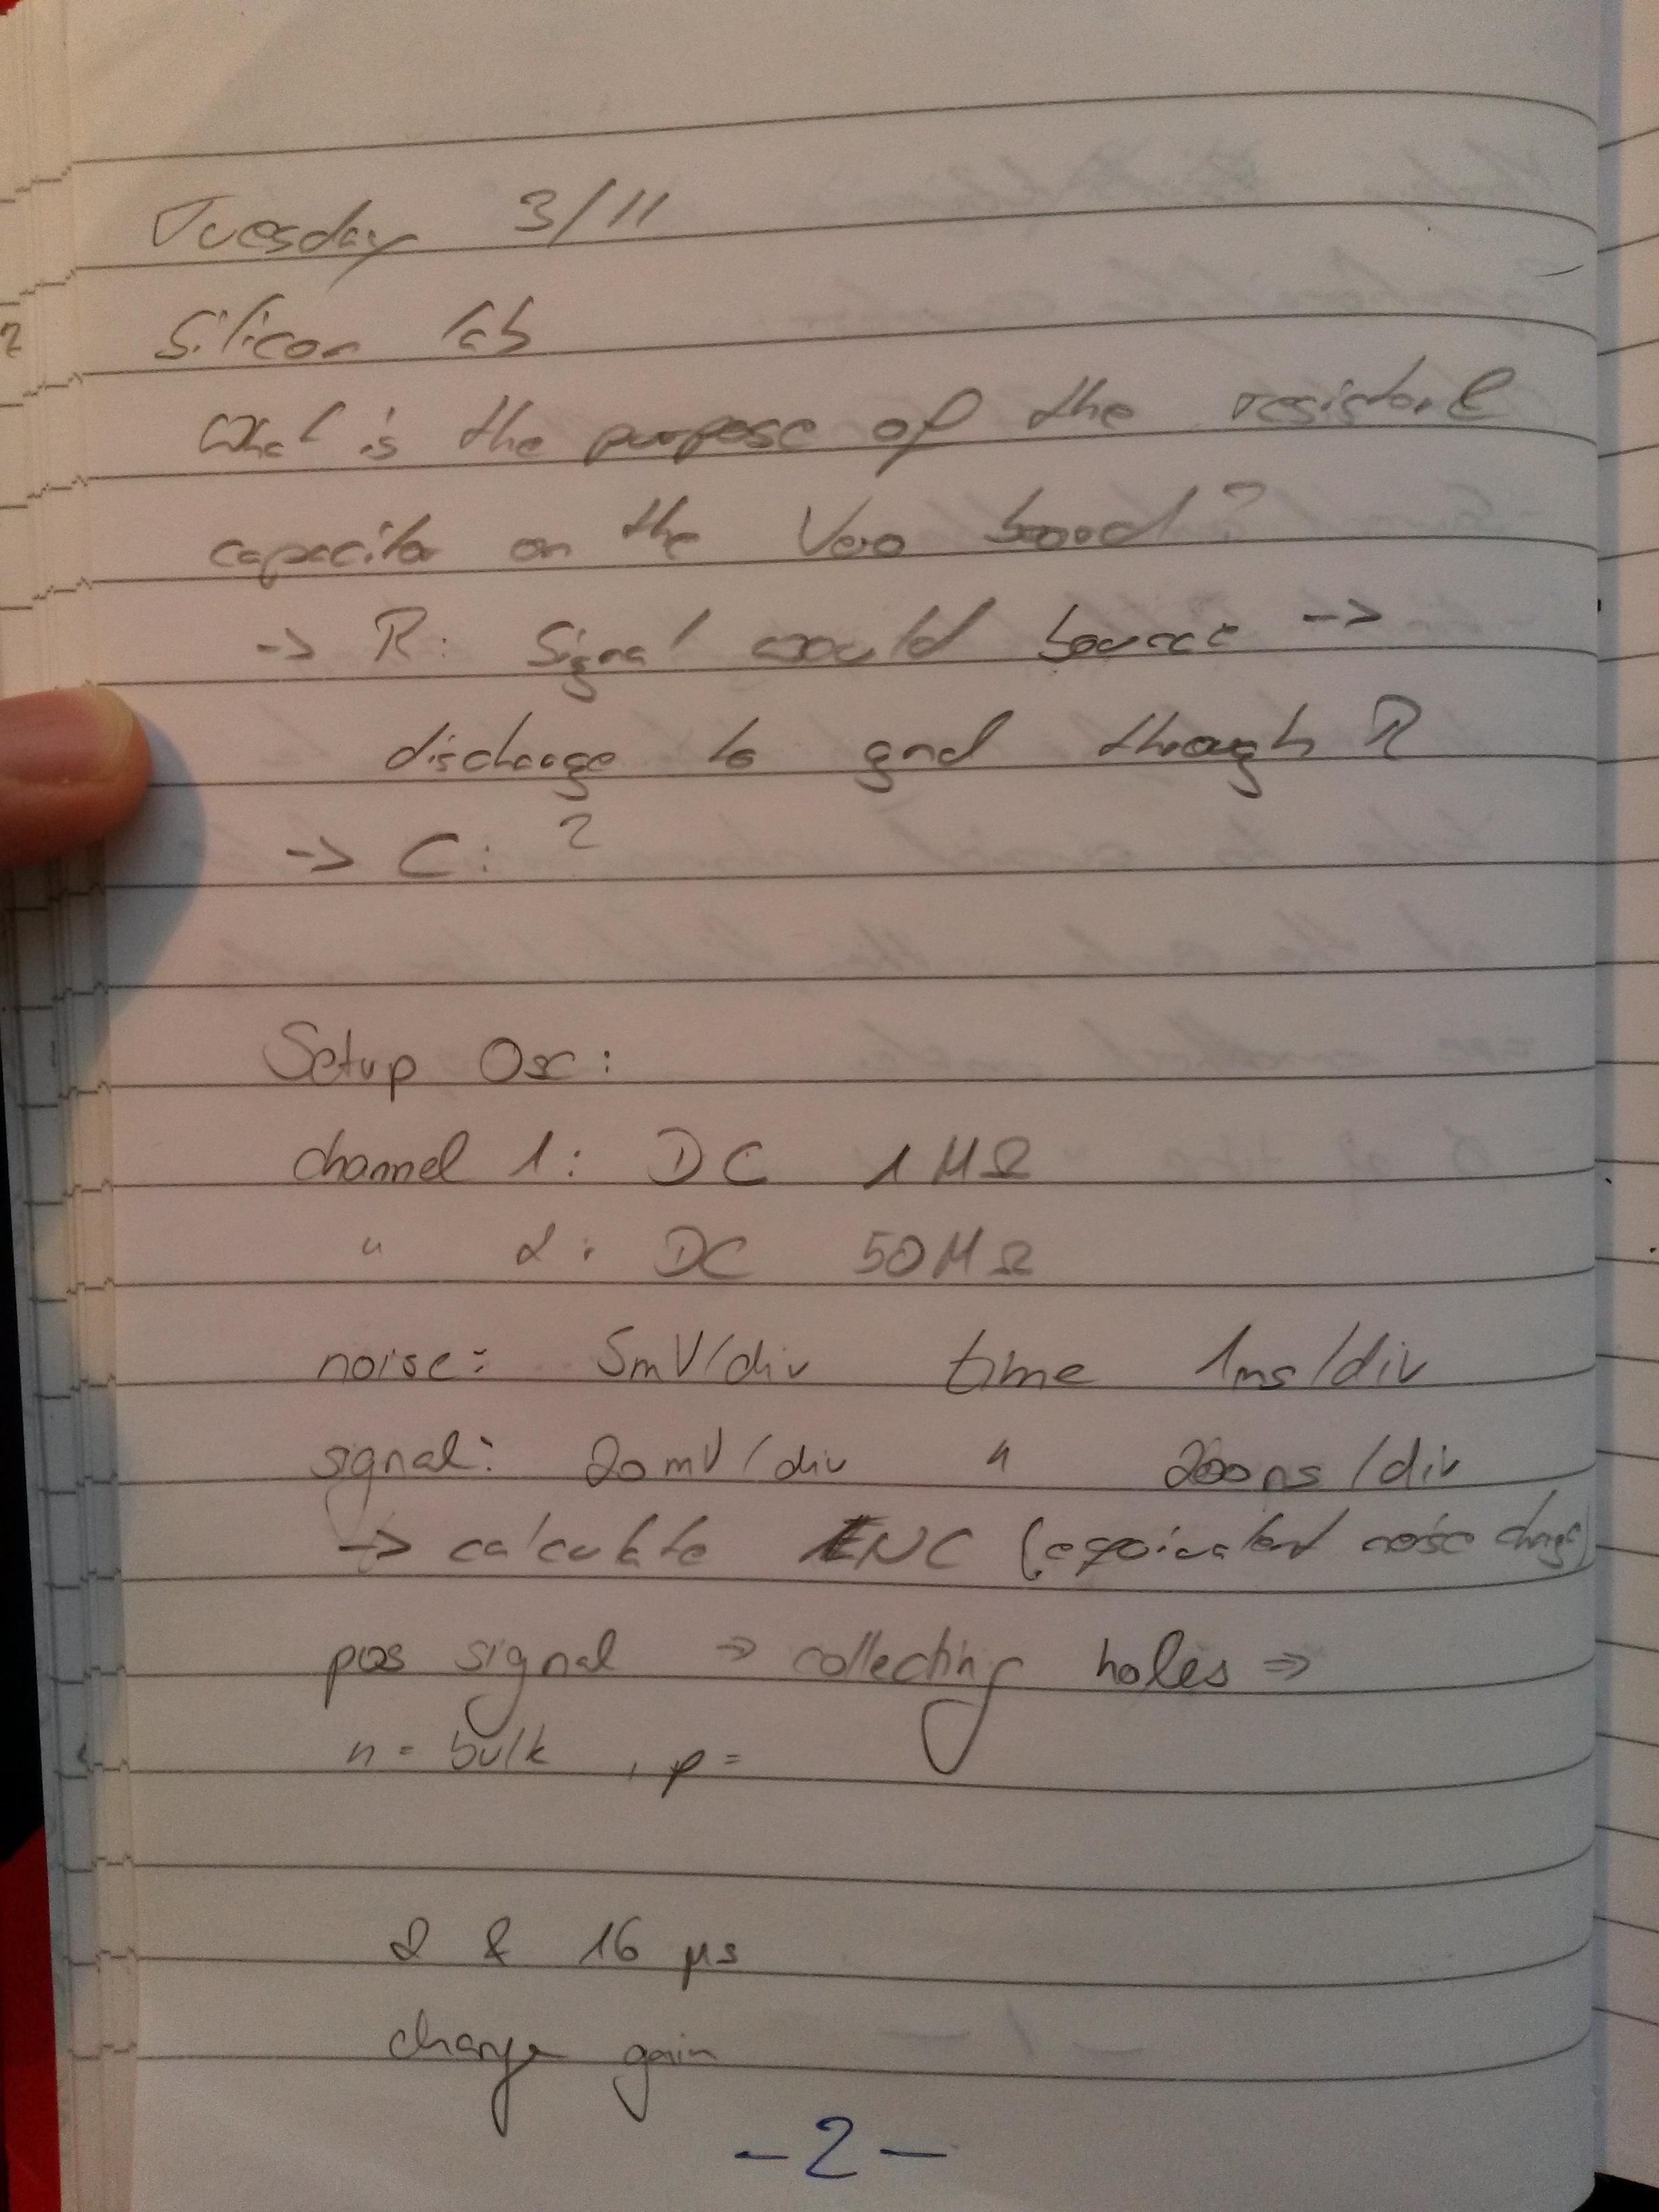 Tuesday 3/11
Silicon lab
What is the purpose of the resistor &
capacitor on the Vero board?
-> R: Signal would bounce ->
discharge to gnd through R
-> C: ?
Setup Osc:
channel 1: DC 1 MΩ
" 2: DC 50 MΩ
noise: 5mV/div time 1ms/div
signal: 20mV/div " 200ns/div
-> calculate ENC (equivalent noise charge)
pos signal => collecting holes =>
n = bulk , p =
2 & 16 μs
change gain
- 2 -